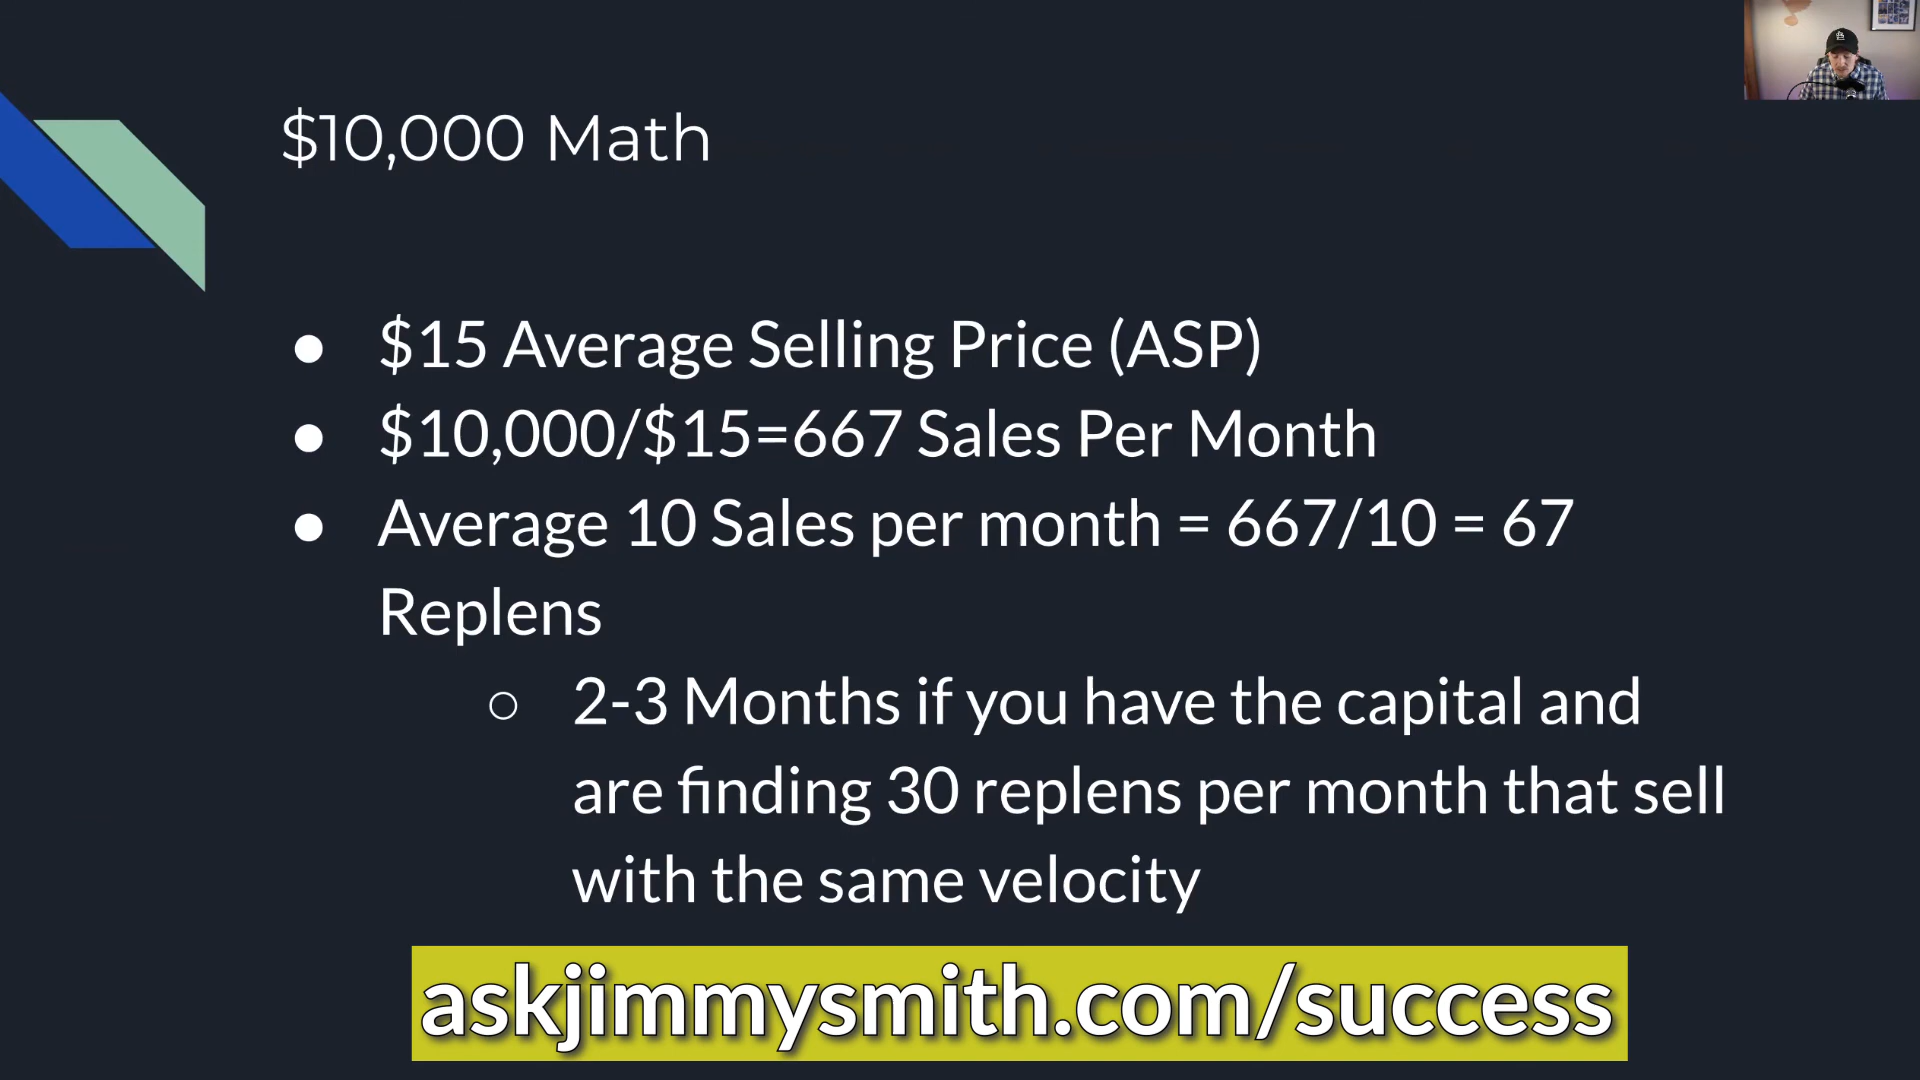 $10,000 Math
● $15 Average Selling Price (ASP)
● $10,000/$15=667 Sales Per Month
● Average 10 Sales per month = 667/10 = 67
Replens
○ 2-3 Months if you have the capital and
are finding 30 replens per month that sell
with the same velocity
askjimmysmith.com/success